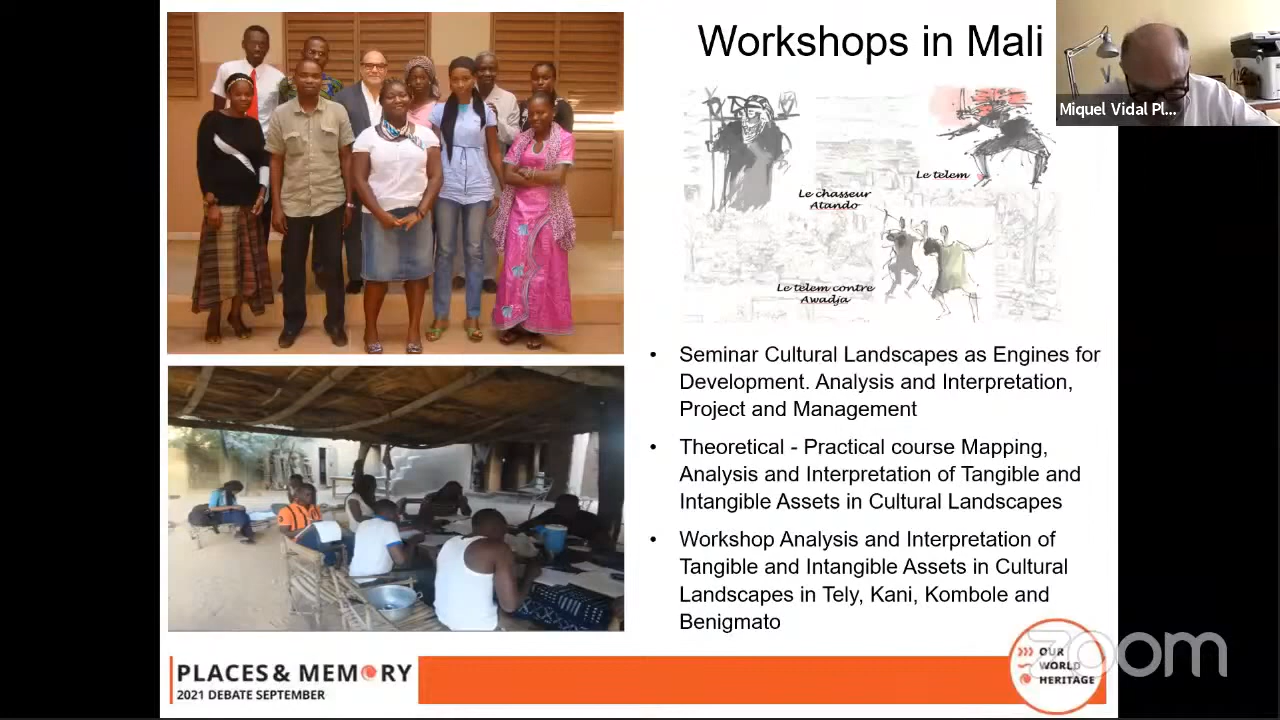 Workshops in Mali
Miquel Vidal Pl...
Le telem
Le chasseur
Atando
Le telem contre
Awadja
• Seminar Cultural Landscapes as Engines for
Development. Analysis and Interpretation,
Project and Management
• Theoretical - Practical course Mapping,
Analysis and Interpretation of Tangible and
Intangible Assets in Cultural Landscapes
• Workshop Analysis and Interpretation of
Tangible and Intangible Assets in Cultural
Landscapes in Tely, Kani, Kombole and
Benigmato
PLACES & MEMORY
2021 DEBATE SEPTEMBER
OUR
WORLD
HERITAGE
zoom